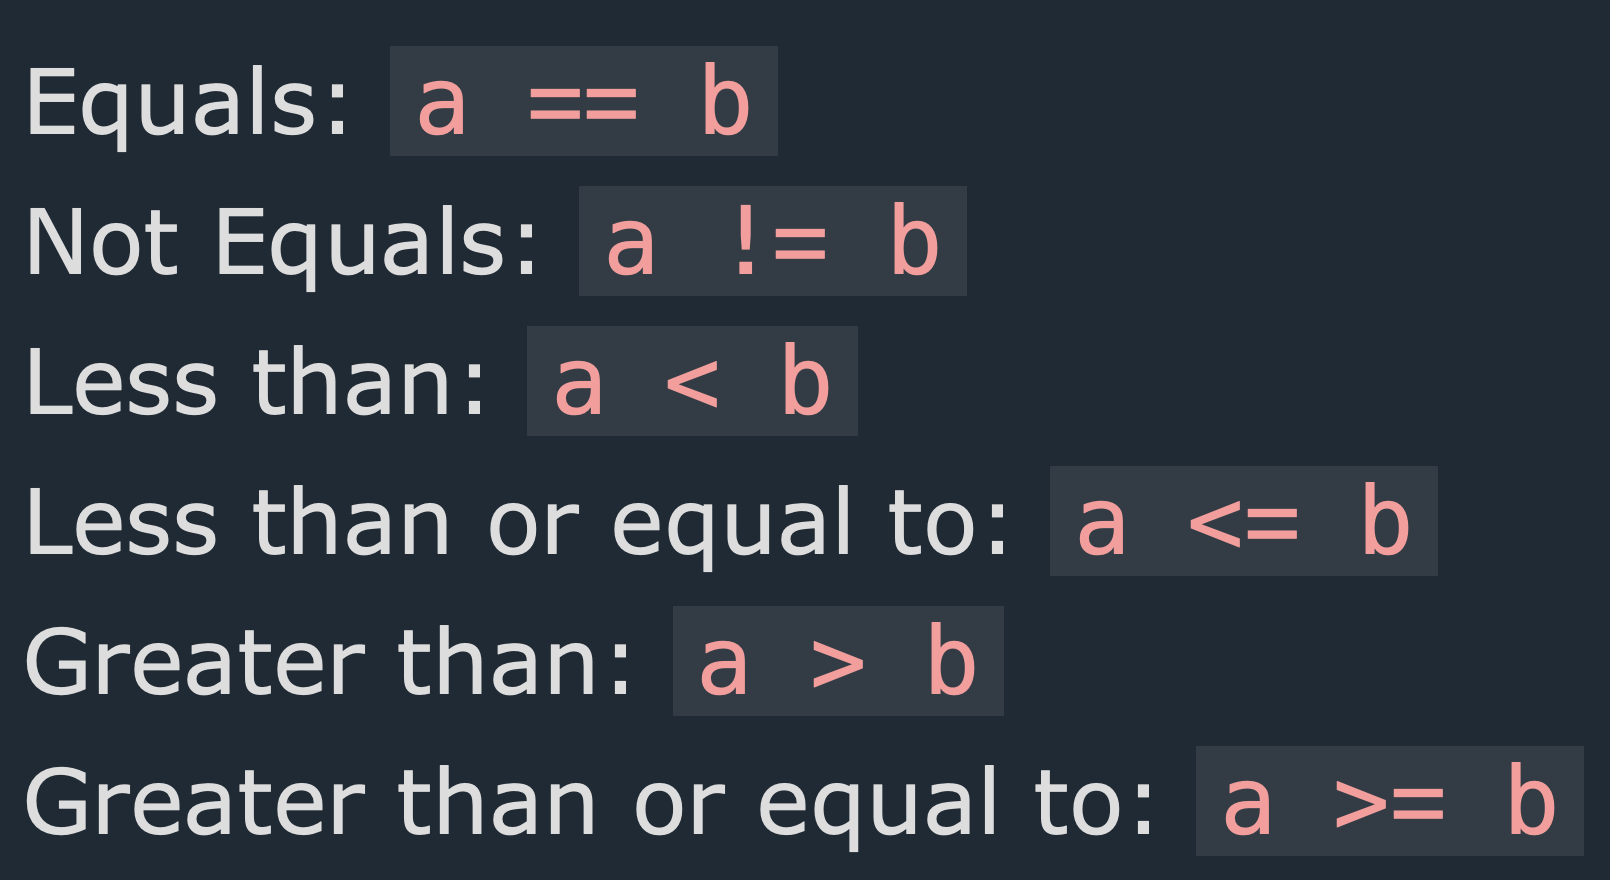 Equals: a == b
Not Equals: a != b
Less than: a < b
Less than or equal to: a <= b
Greater than: a > b
Greater than or equal to: a >= b